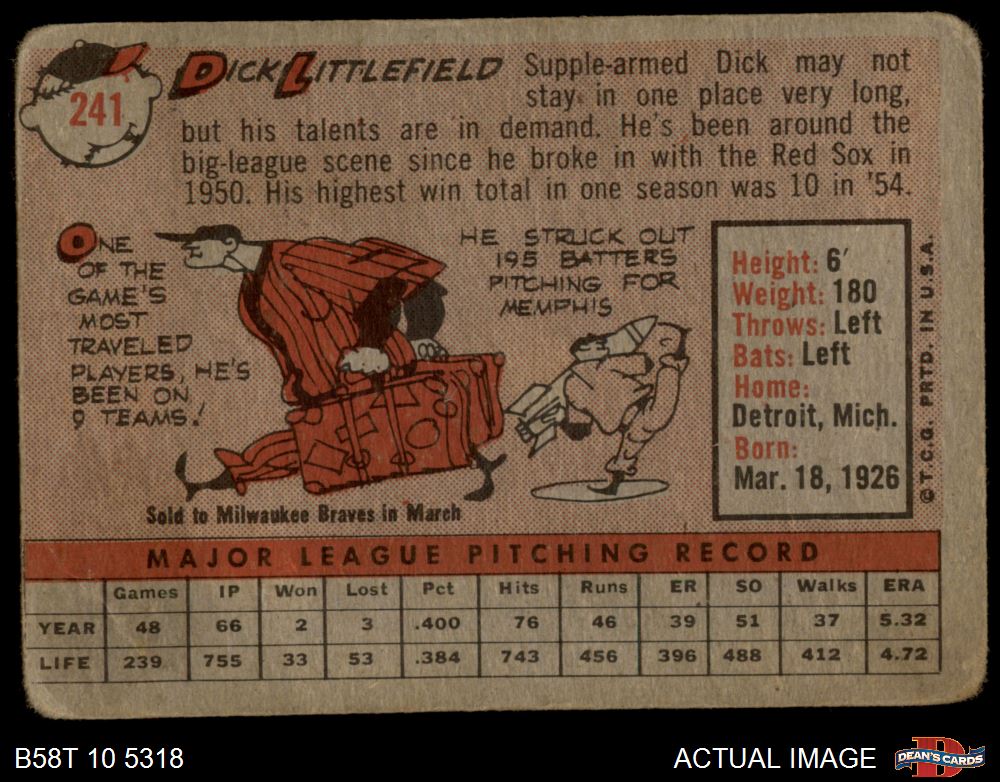 241
DICK LITTLEFIELD
Supple-armed Dick may not
stay in one place very long,
but his talents are in demand. He's been around the
big-league scene since he broke in with the Red Sox in
1950. His highest win total in one season was 10 in '54.
ONE
OF THE
GAME'S
MOST
TRAVELED
PLAYERS, HE'S
BEEN ON
9 TEAMS!
HE STRUCK OUT
195 BATTERS
PITCHING FOR
MEMPHIS
Height: 6'
Weight: 180
Throws: Left
Bats: Left
Home:
Detroit, Mich.
Born:
Mar. 18, 1926
© T.C.G. PRTD. IN U.S.A.
Sold to Milwaukee Braves in March
MAJOR LEAGUE PITCHING RECORD
Games IP Won Lost Pct Hits Runs ER SO Walks ERA
YEAR 48 66 2 3 .400 76 46 39 51 37 5.32
LIFE 239 755 33 53 .384 743 456 396 488 412 4.72
B58T 10 5318
ACTUAL IMAGE
D
DEAN'S CARDS